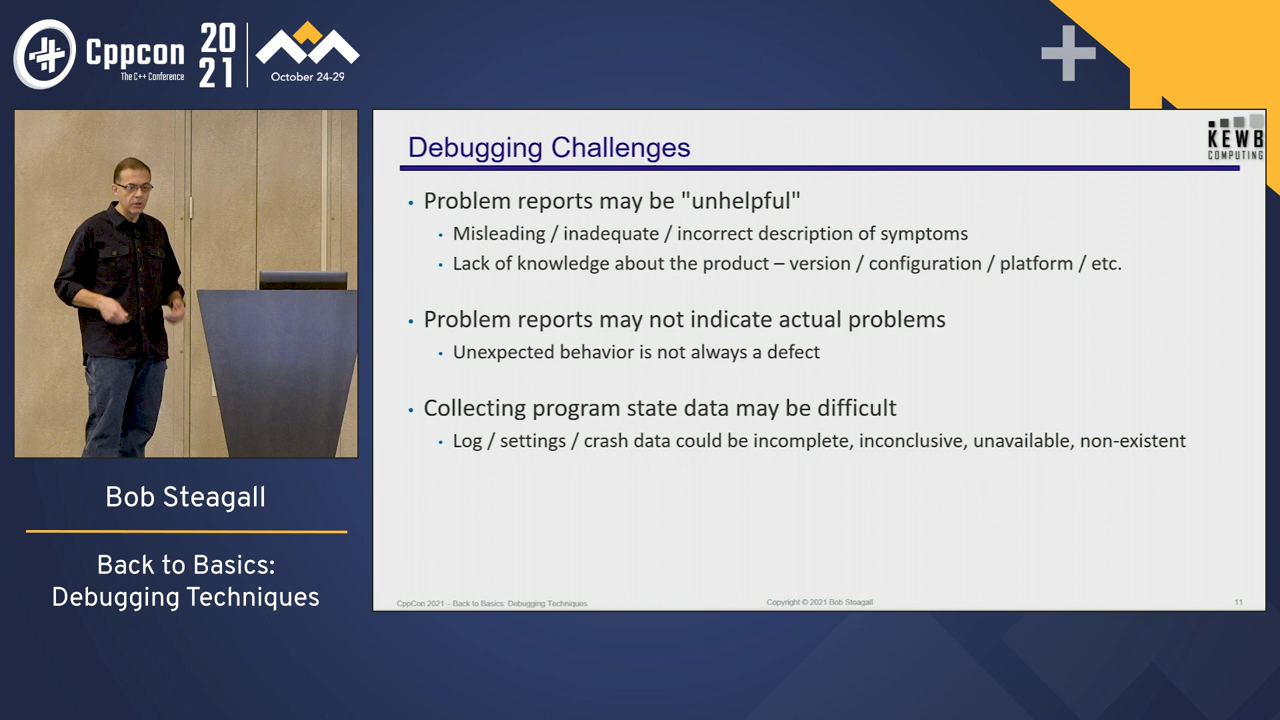 Cppcon
The C++ Conference
20
21
October 24-29
Debugging Challenges
KEWB
COMPUTING
• Problem reports may be "unhelpful"
• Misleading / inadequate / incorrect description of symptoms
• Lack of knowledge about the product – version / configuration / platform / etc.
• Problem reports may not indicate actual problems
• Unexpected behavior is not always a defect
• Collecting program state data may be difficult
• Log / settings / crash data could be incomplete, inconclusive, unavailable, non-existent
CppCon 2021 – Back to Basics: Debugging Techniques
Copyright © 2021 Bob Steagall
11
Bob Steagall
Back to Basics:
Debugging Techniques